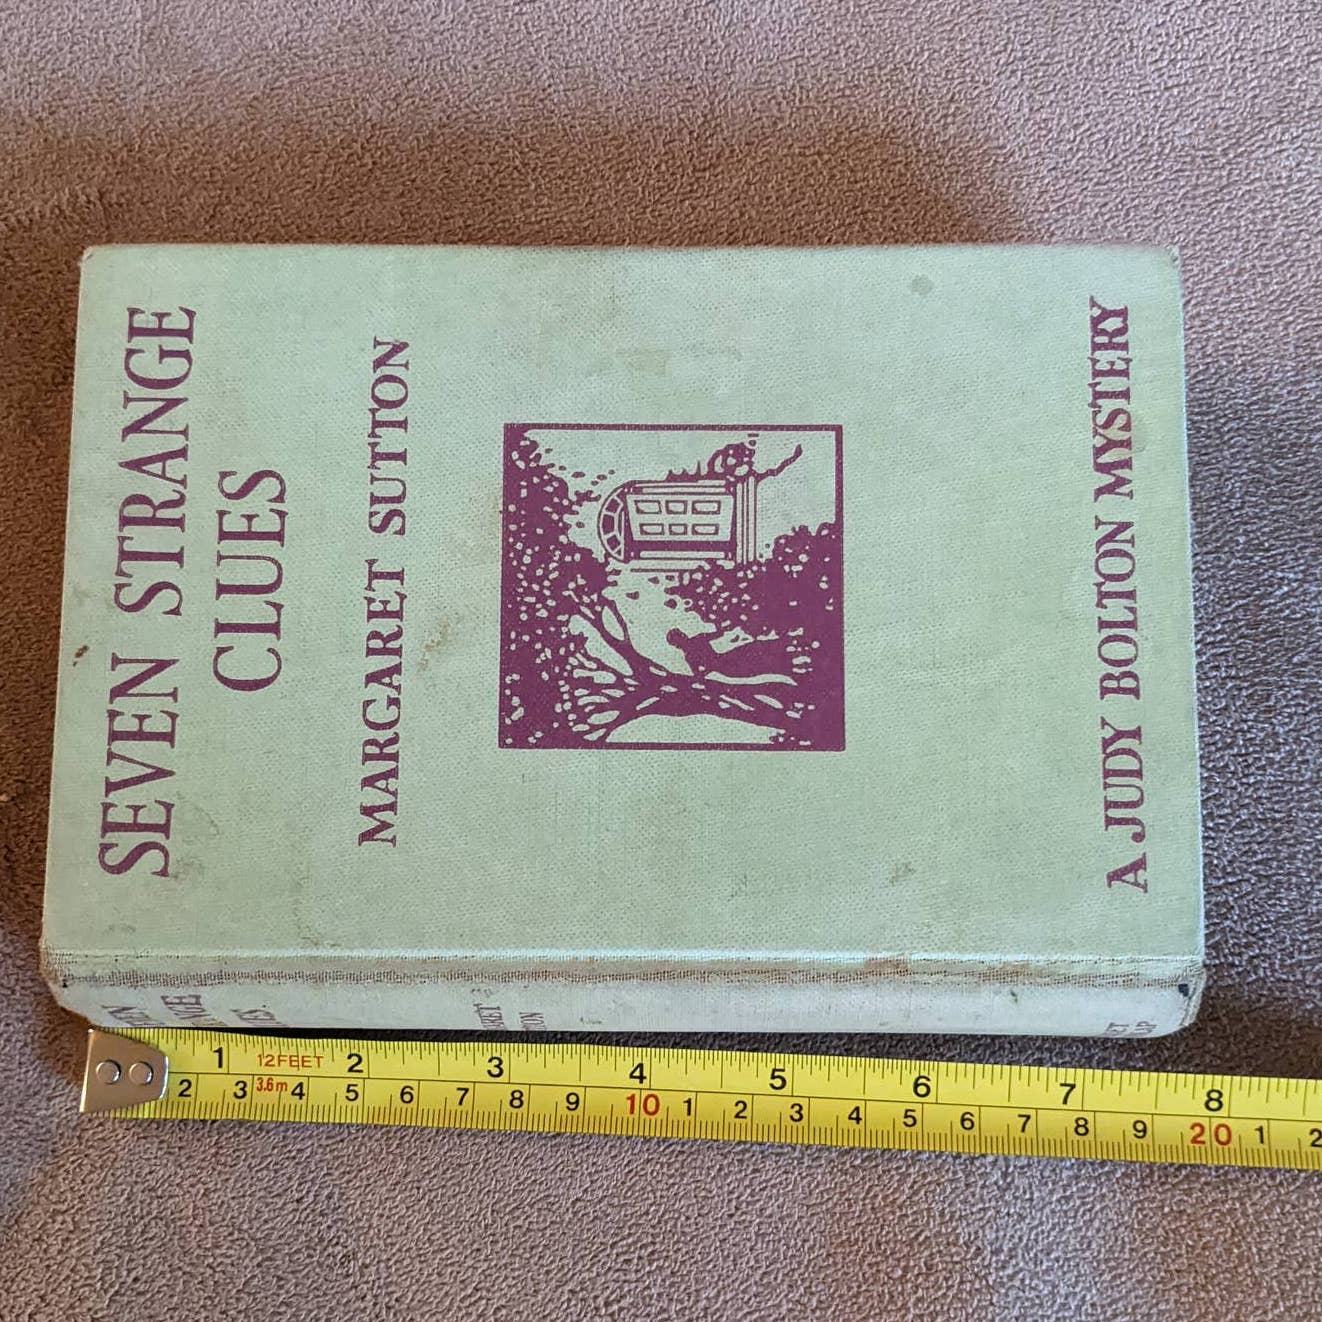 SEVEN STRANGE
CLUES
MARGARET SUTTON
A JUDY BOLTON MYSTERY
1 12FEET 2 3 4 5 6 7 8
2 3 3.6m 4 5 6 7 8 9 10 1 2 3 4 5 6 7 8 9 20 1 2